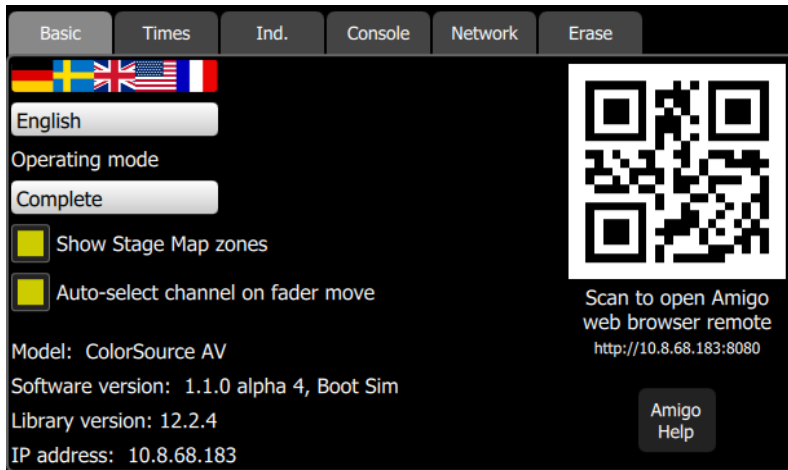 Basic Times Ind. Console Network Erase
English
Operating mode
Complete
Show Stage Map zones
Auto-select channel on fader move
Model: ColorSource AV
Software version: 1.1.0 alpha 4, Boot Sim
Library version: 12.2.4
IP address: 10.8.68.183
Scan to open Amigo
web browser remote
http://10.8.68.183:8080
Amigo
Help